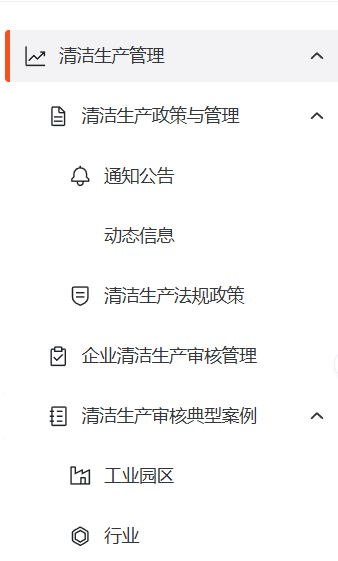 清洁生产管理
清洁生产政策与管理
通知公告
动态信息
清洁生产法规政策
企业清洁生产审核管理
清洁生产审核典型案例
工业园区
行业